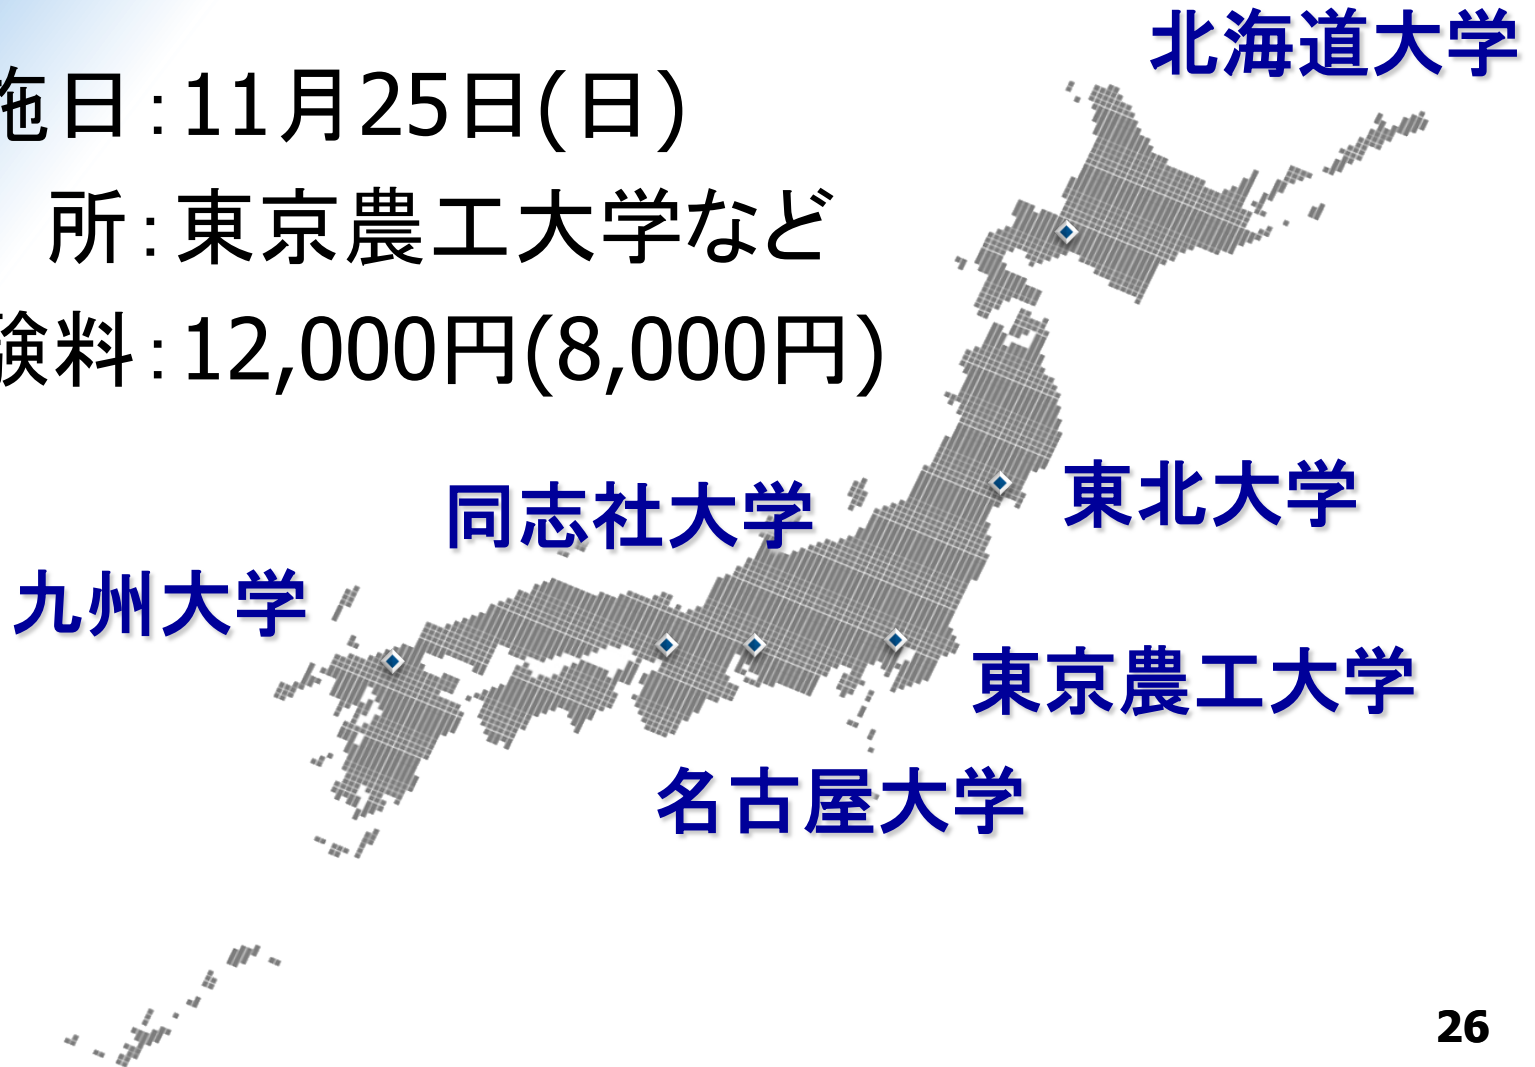 北海道大学
施日：11月25日(日)
所：東京農工大学など
験料：12,000円(8,000円)
東北大学
同志社大学
九州大学
東京農工大学
名古屋大学
26